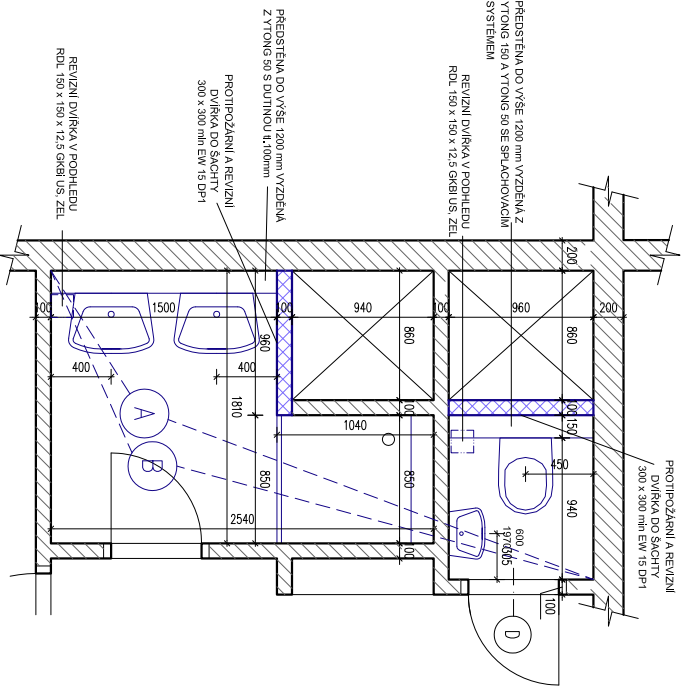 PŘEDSTĚNA DO VÝŠE 1200 mm VYZDĚNÁ Z
YTONG 150 A YTONG 50 SE SPLACHOVACÍM
SYSTÉMEM
REVIZNÍ DVÍŘKA V PODHLEDU
RDL 150 x 150 x 12,5 GKBI US, ZEL
PŘEDSTĚNA DO VÝŠE 1200 mm VYZDĚNÁ
Z YTONG 50 S DUTINOU tl.100mm
PROTIPOŽÁRNÍ A REVIZNÍ
DVÍŘKA DO ŠACHTY
300 x 300 min EW 15 DP1
REVIZNÍ DVÍŘKA V PODHLEDU
RDL 150 x 150 x 12,5 GKBI US, ZEL
PROTIPOŽÁRNÍ A REVIZNÍ
DVÍŘKA DO ŠACHTY
300 x 300 min EW 15 DP1
200
100
1500
100
940
100
960
200
960
860
860
400
400
1810
100
100
150
1040
450
A
B
850
850
940
2540
600
1970
100
100
D